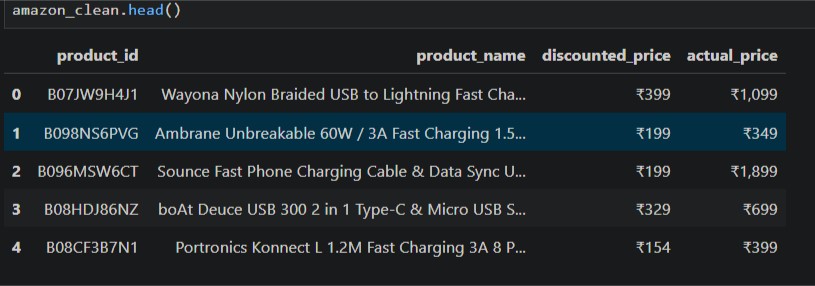 amazon_clean.head()
product_id product_name discounted_price actual_price
0 B07JW9H4J1 Wayona Nylon Braided USB to Lightning Fast Cha... ₹399 ₹1,099
1 B098NS6PVG Ambrane Unbreakable 60W / 3A Fast Charging 1.5... ₹199 ₹349
2 B096MSW6CT Sounce Fast Phone Charging Cable & Data Sync U... ₹199 ₹1,899
3 B08HDJ86NZ boAt Deuce USB 300 2 in 1 Type-C & Micro USB S... ₹329 ₹699
4 B08CF3B7N1 Portronics Konnect L 1.2M Fast Charging 3A 8 P... ₹154 ₹399